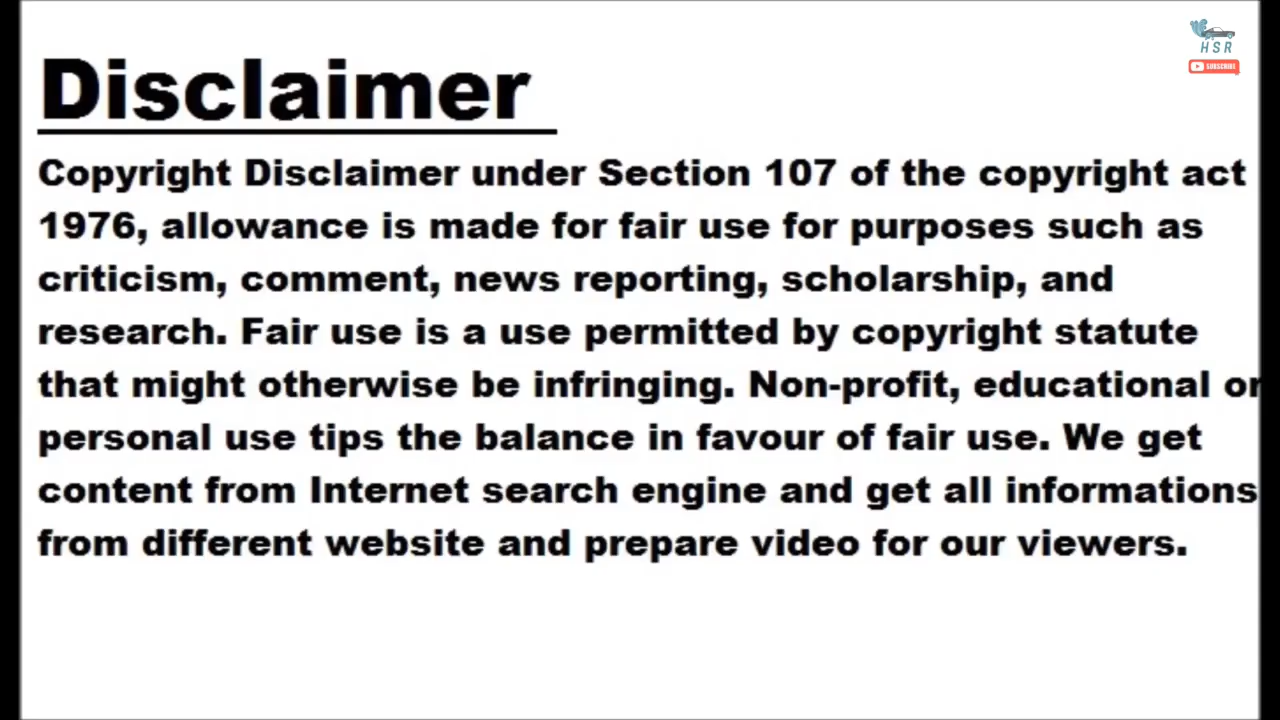 HSR
SUBSCRIBE
Disclaimer
Copyright Disclaimer under Section 107 of the copyright act
1976, allowance is made for fair use for purposes such as
criticism, comment, news reporting, scholarship, and
research. Fair use is a use permitted by copyright statute
that might otherwise be infringing. Non-profit, educational or
personal use tips the balance in favour of fair use. We get
content from Internet search engine and get all informations
from different website and prepare video for our viewers.